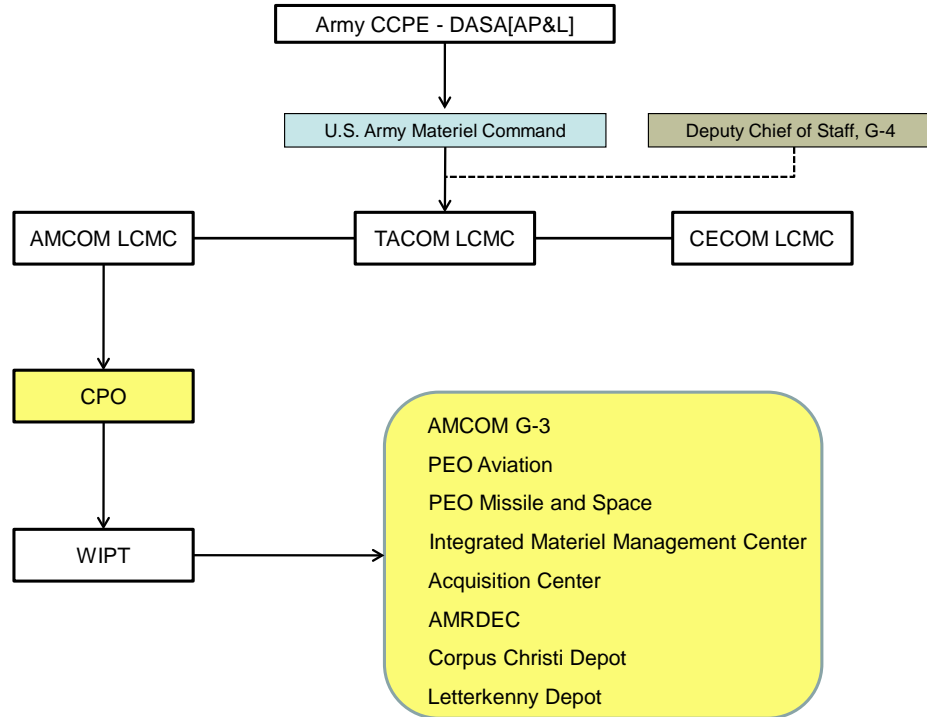 Army CCPE - DASA[AP&L]
U.S. Army Materiel Command
Deputy Chief of Staff, G-4
AMCOM LCMC
TACOM LCMC
CECOM LCMC
CPO
WIPT
AMCOM G-3
PEO Aviation
PEO Missile and Space
Integrated Materiel Management Center
Acquisition Center
AMRDEC
Corpus Christi Depot
Letterkenny Depot